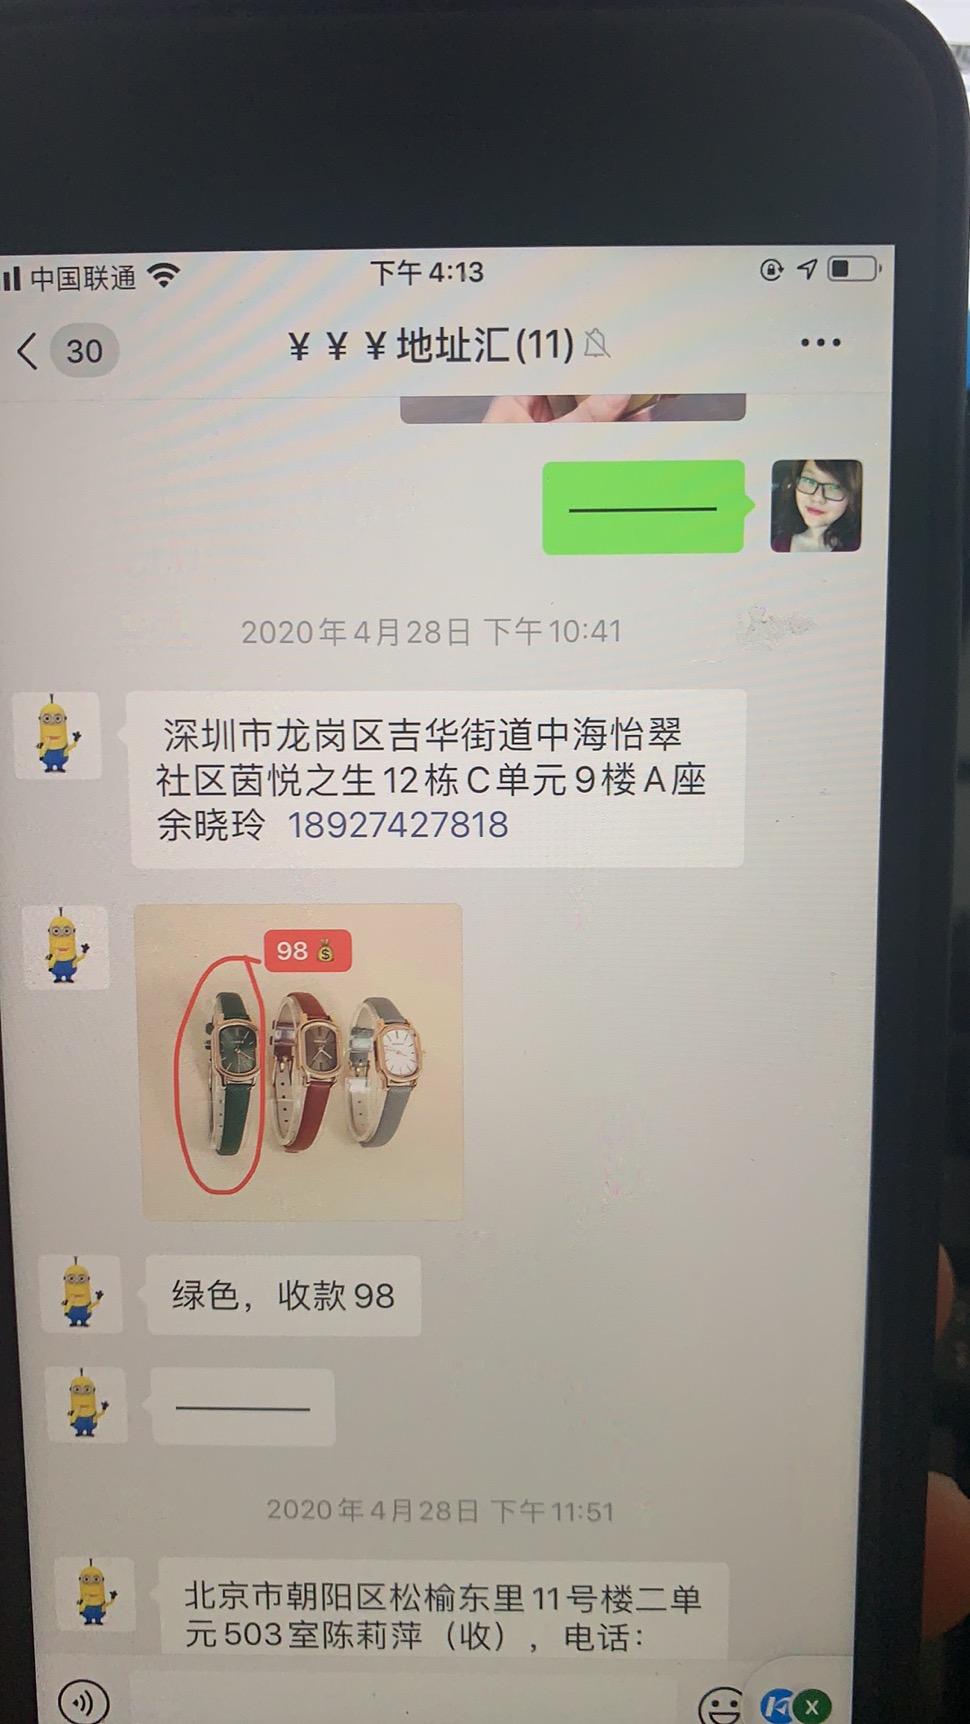 中国联通
下午 4:13
30
¥ ¥ ¥ 地址汇(11)
2020年4月28日 下午10:41
深圳市龙岗区吉华街道中海怡翠
社区茵悦之生12栋C单元9楼A座
余晓玲 18927427818
98
绿色，收款98
2020年4月28日 下午11:51
北京市朝阳区松榆东里11号楼二单
元503室陈莉萍（收），电话：
X